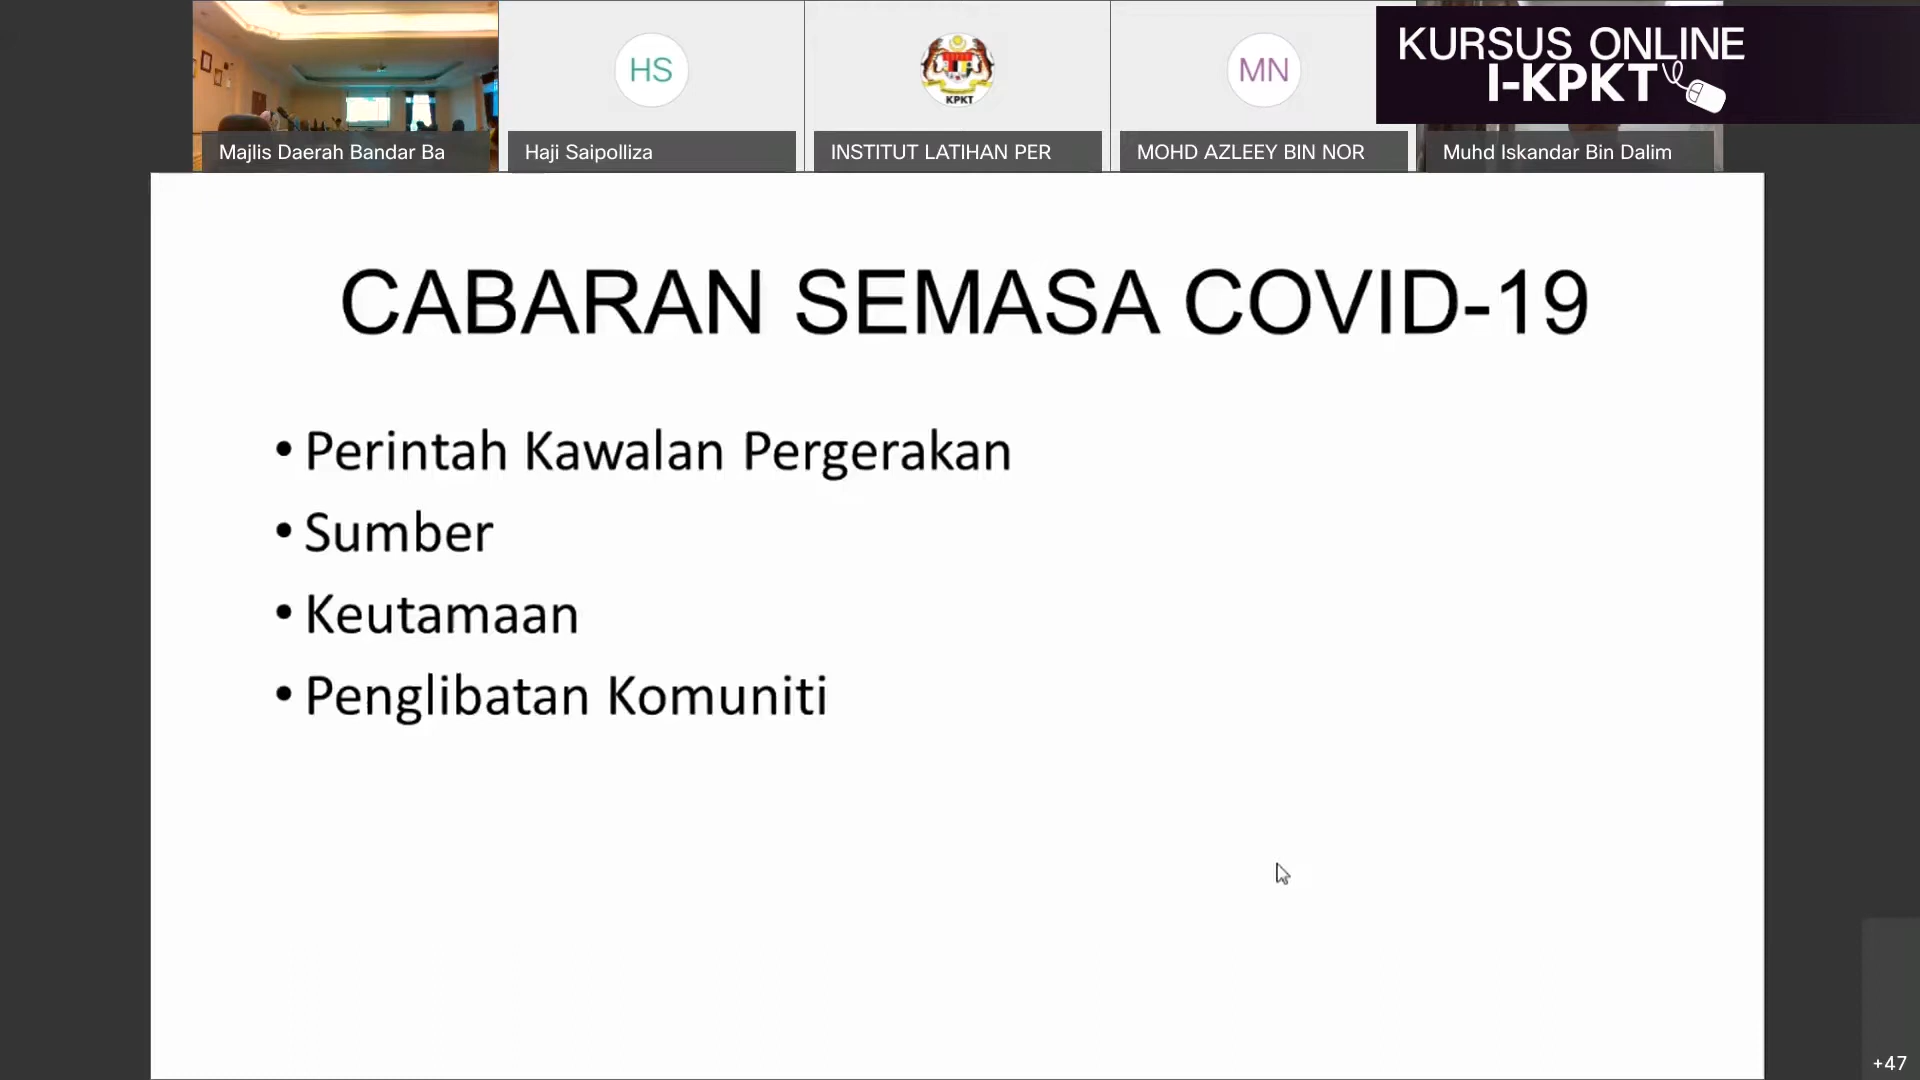 HS
KPKT
MN
KURSUS ONLINE
I-KPKT
Majlis Daerah Bandar Ba
Haji Saipolliza
INSTITUT LATIHAN PER
MOHD AZLEEY BIN NOR
Muhd Iskandar Bin Dalim
CABARAN SEMASA COVID-19
• Perintah Kawalan Pergerakan
• Sumber
• Keutamaan
• Penglibatan Komuniti
+47